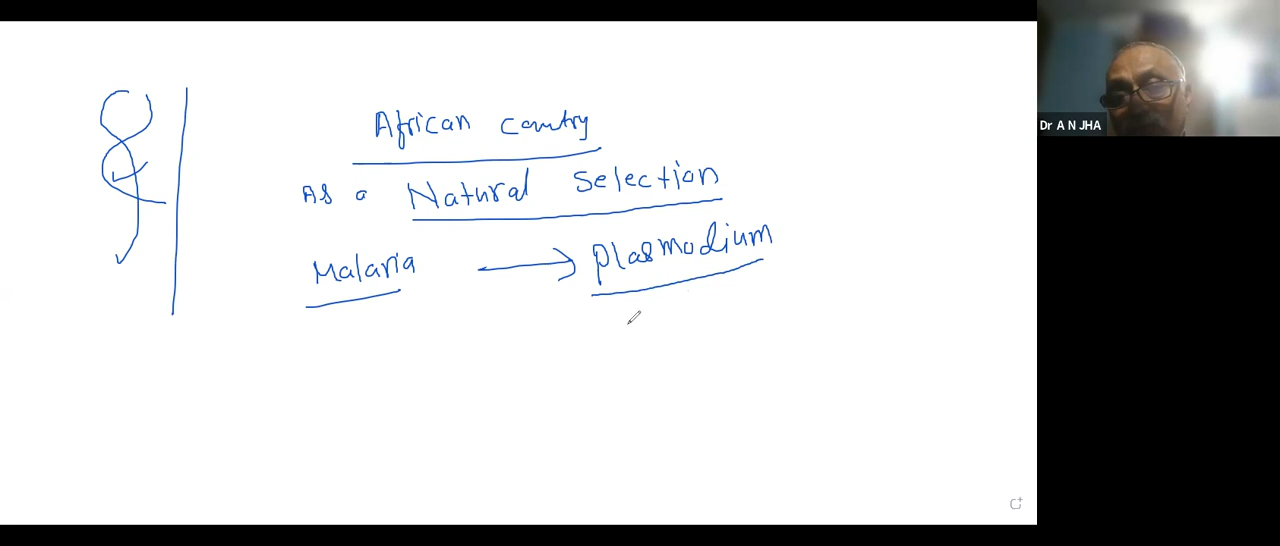 African country
As a Natural Selection
Malaria → Plasmodium
Dr A N JHA